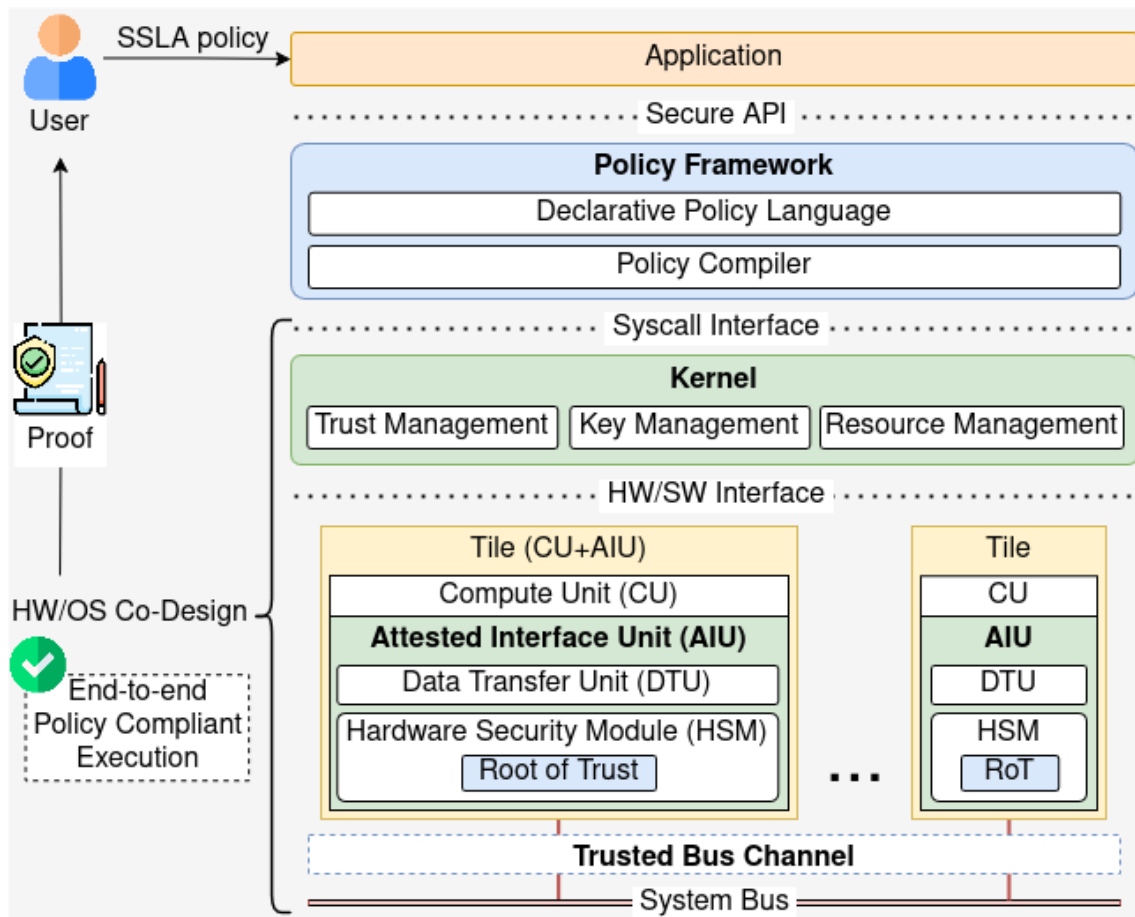 SSLA policy
User
Application
Secure API
Policy Framework
Declarative Policy Language
Policy Compiler
Syscall Interface
Kernel
Trust Management
Key Management
Resource Management
HW/SW Interface
Proof
HW/OS Co-Design
End-to-end
Policy Compliant
Execution
Tile (CU+AIU)
Compute Unit (CU)
Attested Interface Unit (AIU)
Data Transfer Unit (DTU)
Hardware Security Module (HSM)
Root of Trust
...
Tile
CU
AIU
DTU
HSM
RoT
Trusted Bus Channel
System Bus